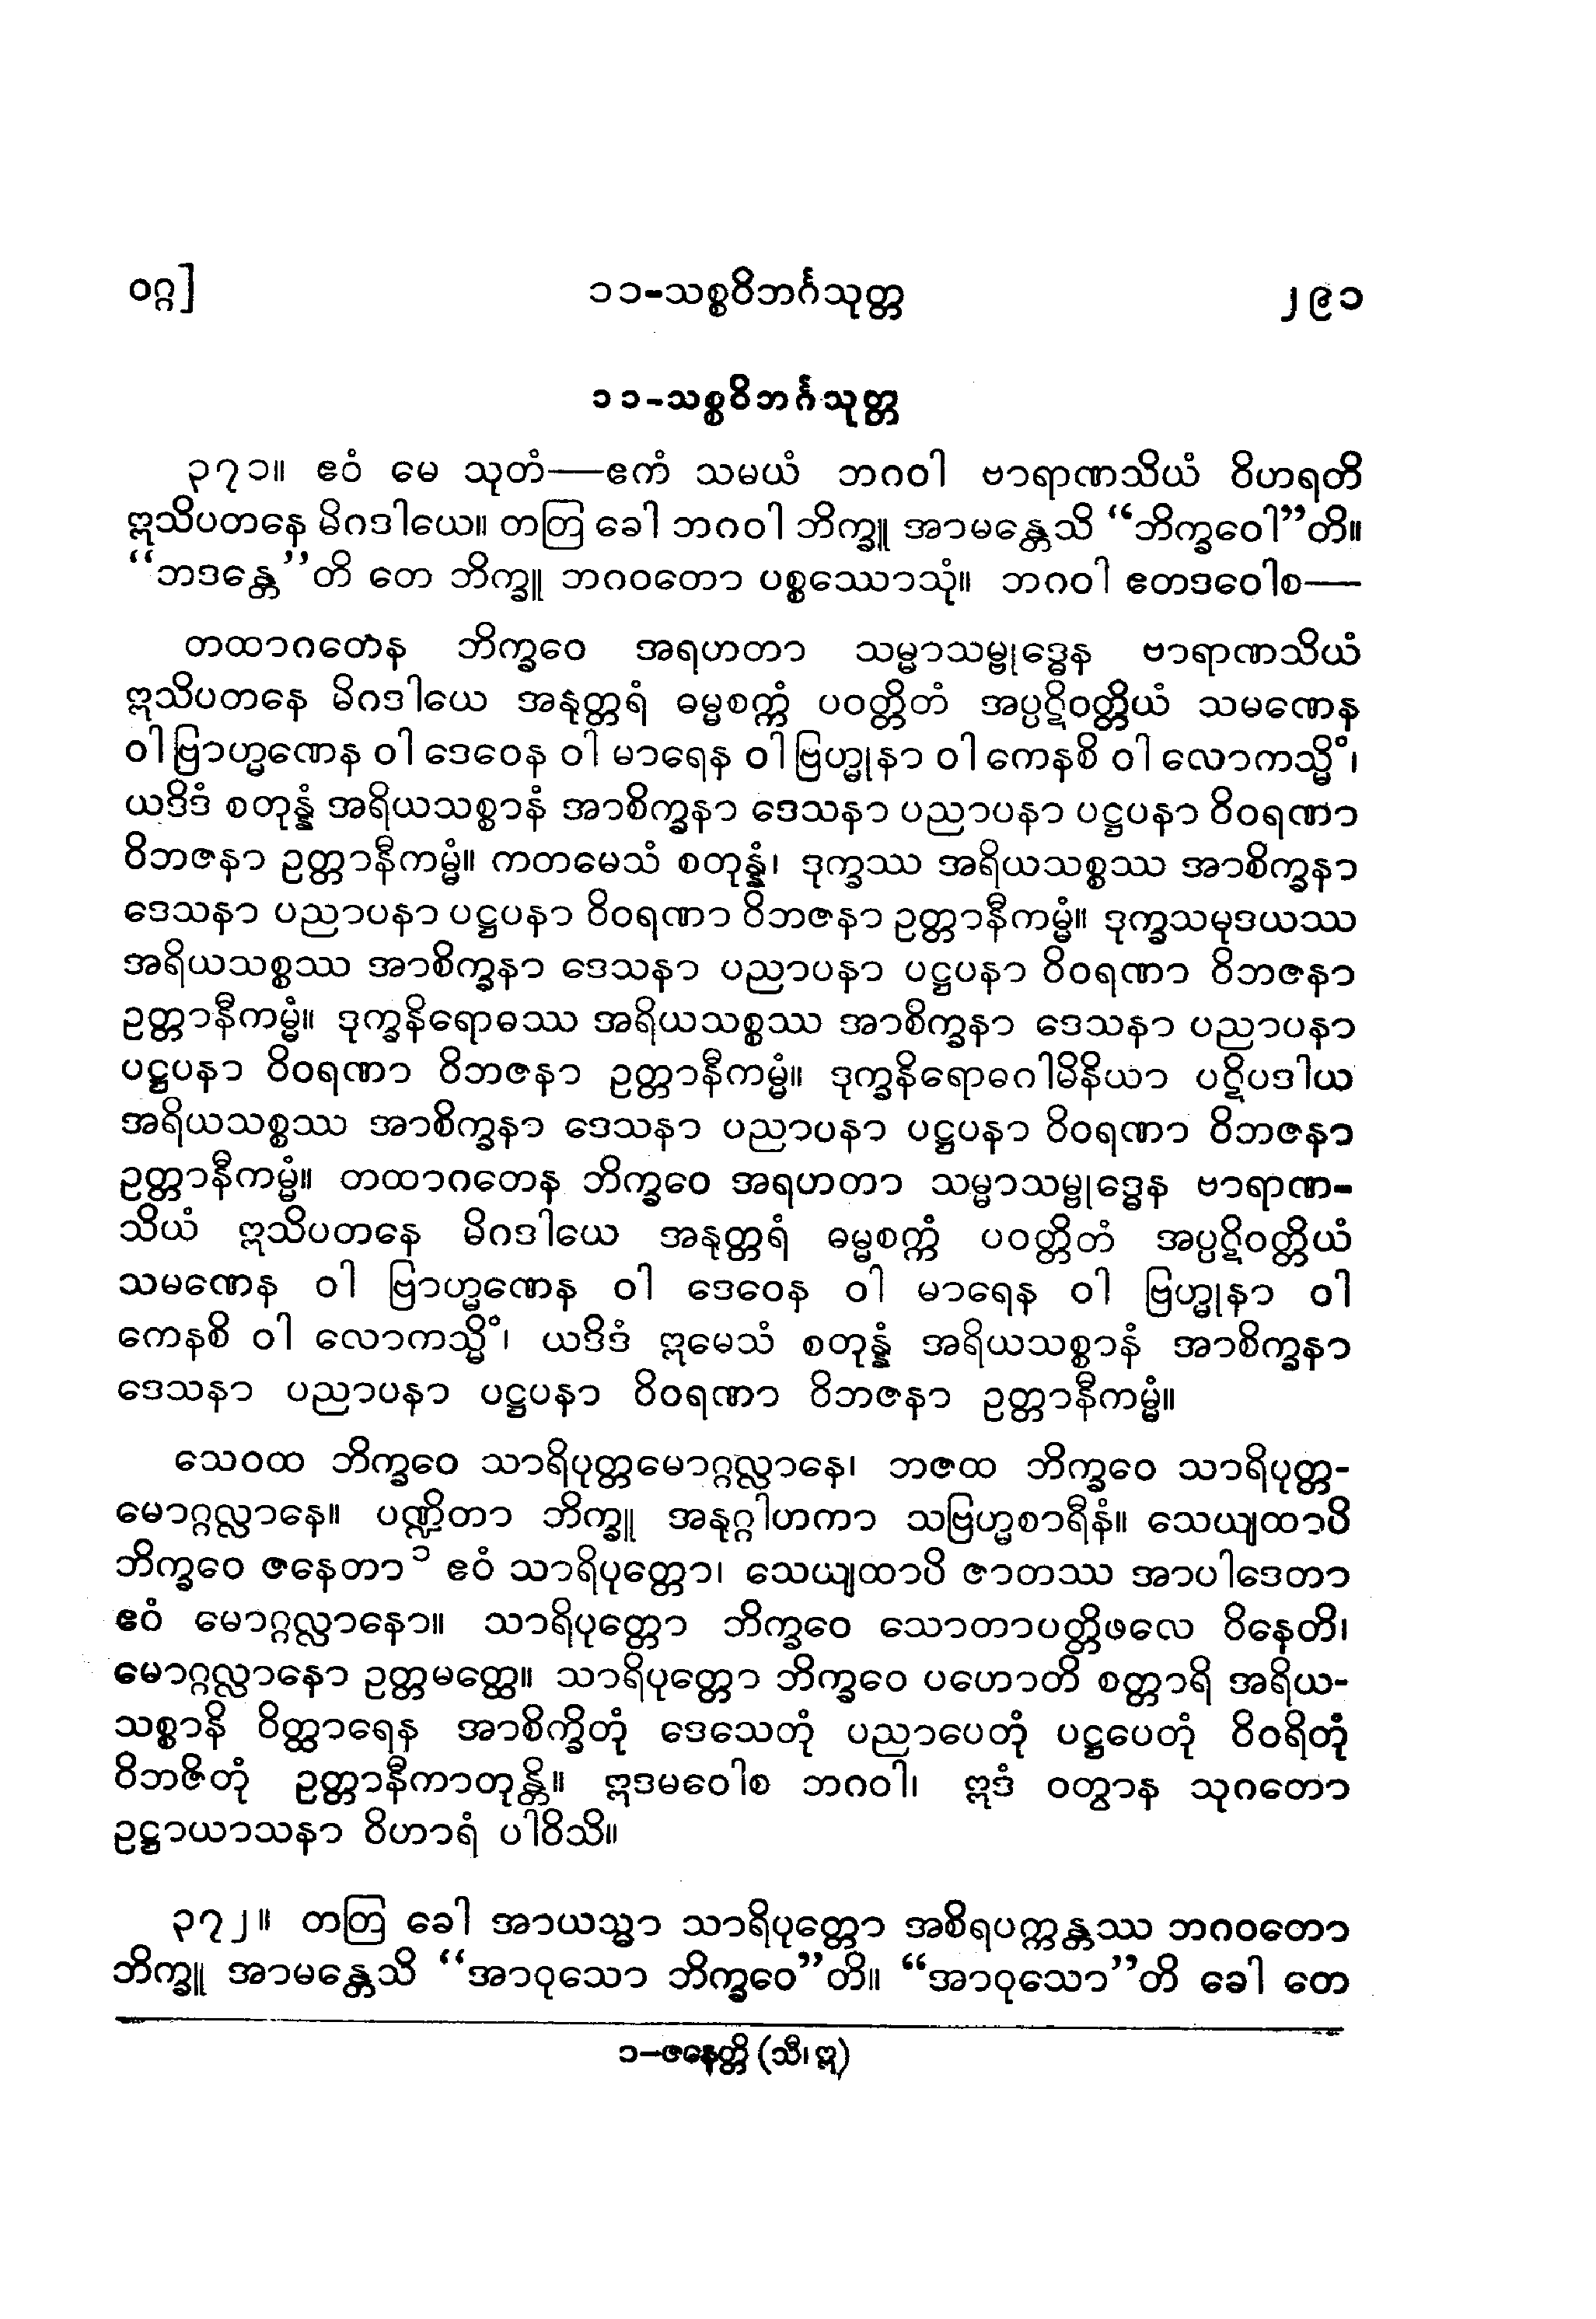 ဝဂ္ဂ] ၁၁-သစ္စဝိဘင်္ဂသုတ္တ ၂၉၁
၁၁-သစ္စဝိဘင်္ဂသုတ္တ
၃၇၁။ ဧဝံ မေ သုတံ—ဧကံ သမယံ ဘဂဝါ ဗာရာဏသိယံ ဝိဟရတိ
ဣသိပတနေ မိဂဒါယေ။ တတြ ခေါ ဘဂဝါ ဘိက္ခူ အာမန္တေသိ “ဘိက္ခဝေါ”တိ။
“ဘဒန္တေ”တိ တေ ဘိက္ခူ ဘဂဝတော ပစ္စဿောသုံ။ ဘဂဝါ ဧတဒဝေါစ—
တထာဂတေန ဘိက္ခဝေ အရဟတာ သမ္မာသမ္ဗုဒ္ဓေန ဗာရာဏသိယံ
ဣသိပတနေ မိဂဒါယေ အနုတ္တရံ ဓမ္မစက္ကံ ပဝတ္တိတံ အပ္ပဋိဝတ္တိယံ သမဏေန
ဝါ ဗြာဟ္မဏေန ဝါ ဒေဝေန ဝါ မာရေန ဝါ ဗြဟ္မုနာ ဝါ ကေနစိ ဝါ လောကသ္မိံ၊
ယဒိဒံ စတုန္နံ အရိယသစ္စာနံ အာစိက္ခနာ ဒေသနာ ပညာပနာ ပဋ္ဌပနာ ဝိဝရဏာ
ဝိဘဇနာ ဥတ္တာနီကမ္မံ။ ကတမေသံ စတုန္နံ၊ ဒုက္ခဿ အရိယသစ္စဿ အာစိက္ခနာ
ဒေသနာ ပညာပနာ ပဋ္ဌပနာ ဝိဝရဏာ ဝိဘဇနာ ဥတ္တာနီကမ္မံ။ ဒုက္ခသမုဒယဿ
အရိယသစ္စဿ အာစိက္ခနာ ဒေသနာ ပညာပနာ ပဋ္ဌပနာ ဝိဝရဏာ ဝိဘဇနာ
ဥတ္တာနီကမ္မံ။ ဒုက္ခနိရောဓဿ အရိယသစ္စဿ အာစိက္ခနာ ဒေသနာ ပညာပနာ
ပဋ္ဌပနာ ဝိဝရဏာ ဝိဘဇနာ ဥတ္တာနီကမ္မံ။ ဒုက္ခနိရောဓဂါမိနိယာ ပဋိပဒါယ
အရိယသစ္စဿ အာစိက္ခနာ ဒေသနာ ပညာပနာ ပဋ္ဌပနာ ဝိဝရဏာ ဝိဘဇနာ
ဥတ္တာနီကမ္မံ။ တထာဂတေန ဘိက္ခဝေ အရဟတာ သမ္မာသမ္ဗုဒ္ဓေန ဗာရာဏ-
သိယံ ဣသိပတနေ မိဂဒါယေ အနုတ္တရံ ဓမ္မစက္ကံ ပဝတ္တိတံ အပ္ပဋိဝတ္တိယံ
သမဏေန ဝါ ဗြာဟ္မဏေန ဝါ ဒေဝေန ဝါ မာရေန ဝါ ဗြဟ္မုနာ ဝါ
ကေနစိ ဝါ လောကသ္မိံ၊ ယဒိဒံ ဣမေသံ စတုန္နံ အရိယသစ္စာနံ အာစိက္ခနာ
ဒေသနာ ပညာပနာ ပဋ္ဌပနာ ဝိဝရဏာ ဝိဘဇနာ ဥတ္တာနီကမ္မံ။
သေဝထ ဘိက္ခဝေ သာရိပုတ္တမောဂ္ဂလ္လာနေ၊ ဘဇထ ဘိက္ခဝေ သာရိပုတ္တ-
မောဂ္ဂလ္လာနေ။ ပဏ္ဍိတာ ဘိက္ခူ အနုဂ္ဂါဟကာ သဗြဟ္မစာရီနံ။ သေယျထာပိ
ဘိက္ခဝေ ဇနေတာ ၁ ဧဝံ သာရိပုတ္တော၊ သေယျထာပိ ဇာတဿ အာပါဒေတာ
ဧဝံ မောဂ္ဂလ္လာနော။ သာရိပုတ္တော ဘိက္ခဝေ သောတာပတ္တိဖလေ ဝိနေတိ၊
မောဂ္ဂလ္လာနော ဥတ္တမတ္ထေ။ သာရိပုတ္တော ဘိက္ခဝေ ပဟောတိ စတ္တာရိ အရိယ-
သစ္စာနိ ဝိတ္ထာရေန အာစိက္ခိတုံ ဒေသေတုံ ပညာပေတုံ ပဋ္ဌပေတုံ ဝိဝရိတုံ
ဝိဘဇိတုံ ဥတ္တာနီကာတုန္တိ။ ဣဒမဝေါစ ဘဂဝါ၊ ဣဒံ ဝတွာန သုဂတော
ဥဋ္ဌာယာသနာ ဝိဟာရံ ပါဝိသိ။
၃၇၂။ တတြ ခေါ အာယသ္မာ သာရိပုတ္တော အစိရပက္ကန္တဿ ဘဂဝတော
ဘိက္ခူ အာမန္တေသိ “အာဝုသော ဘိက္ခဝေ”တိ။ “အာဝုသော”တိ ခေါ တေ
၁—ဇနေတ္တိ (သီ၊ ဣ)